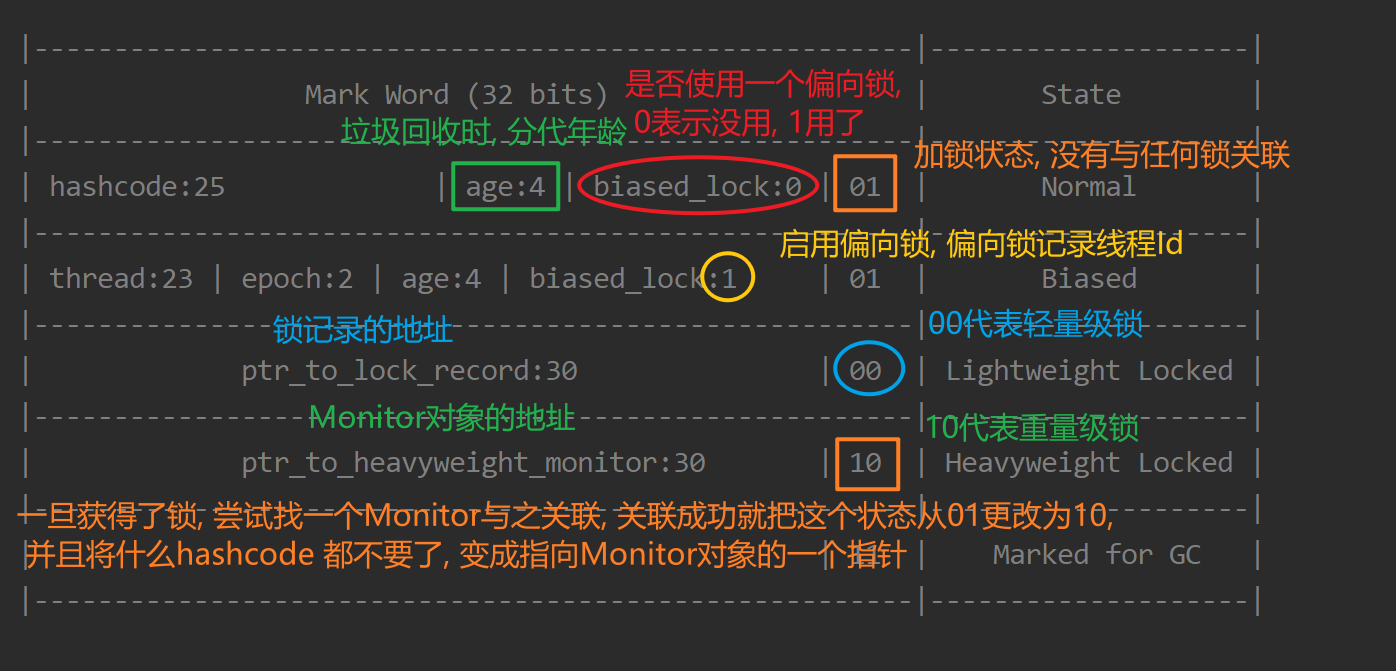 Mark Word (32 bits)
是否使用一个偏向锁,
0表示没用, 1用了
State
垃圾回收时, 分代年龄
加锁状态, 没有与任何锁关联
| hashcode:25 | age:4 | biased_lock:0 | 01 | Normal |
启用偏向锁, 偏向锁记录线程Id
| thread:23 | epoch:2 | age:4 | biased_lock:1 | 01 | Biased |
锁记录的地址
00代表轻量级锁
| ptr_to_lock_record:30 | 00 | Lightweight Locked |
Monitor对象的地址
10代表重量级锁
| ptr_to_heavyweight_monitor:30 | 10 | Heavyweight Locked |
一旦获得了锁, 尝试找一个Monitor与之关联, 关联成功就把这个状态从01更改为10,
并且将什么hashcode 都不要了, 变成指向Monitor对象的一个指针
| Marked for GC |